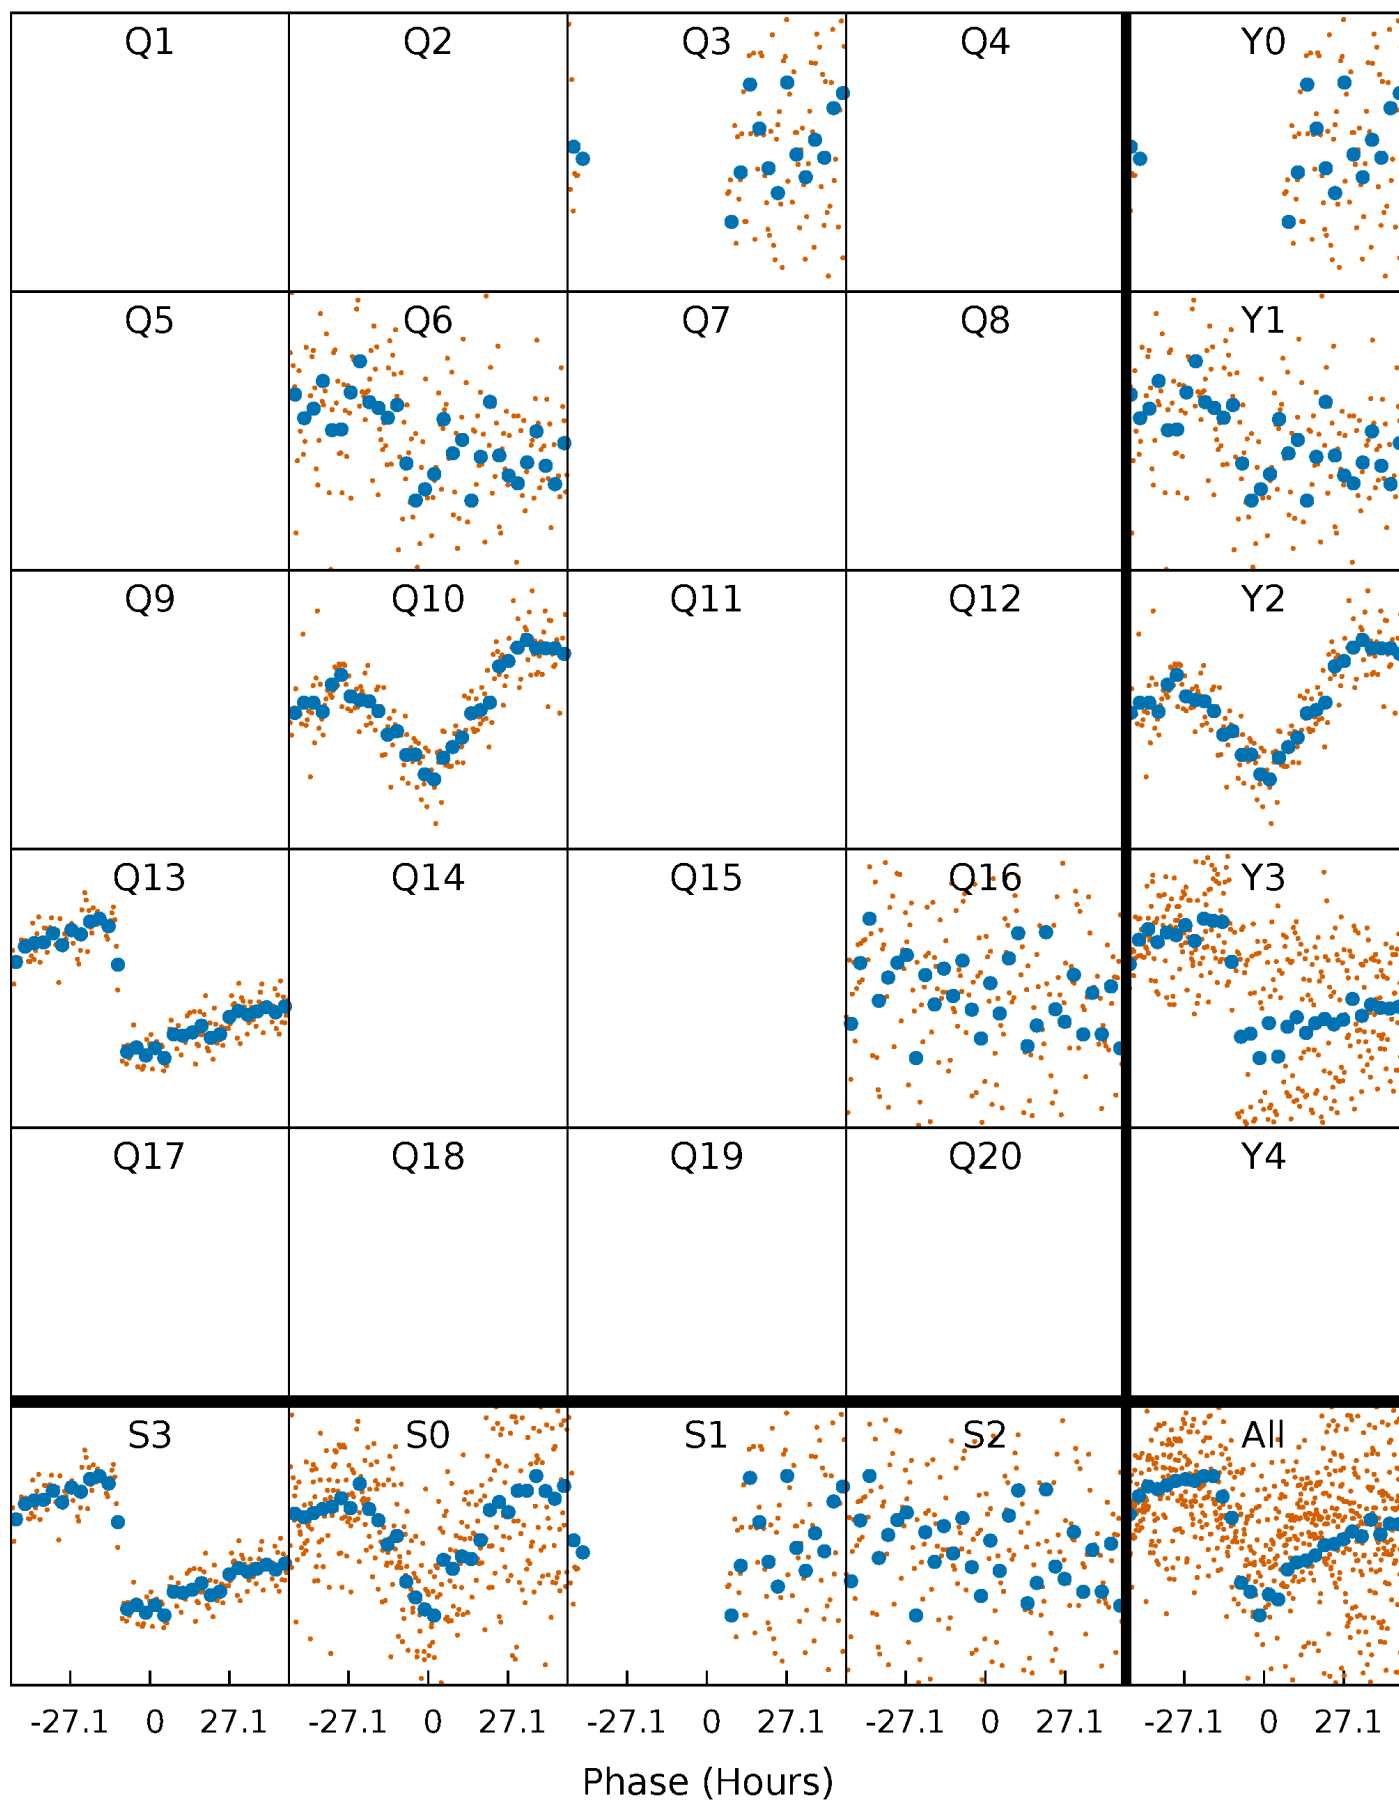 Q1 Q2 Q3 Q4 Y0
Q5 Q6 Q7 Q8 Y1
Q9 Q10 Q11 Q12 Y2
Q13 Q14 Q15 Q16 Y3
Q17 Q18 Q19 Q20 Y4
S3 S0 S1 S2 All
-27.1 0 27.1 -27.1 0 27.1 -27.1 0 27.1 -27.1 0 27.1 -27.1 0 27.1
Phase (Hours)